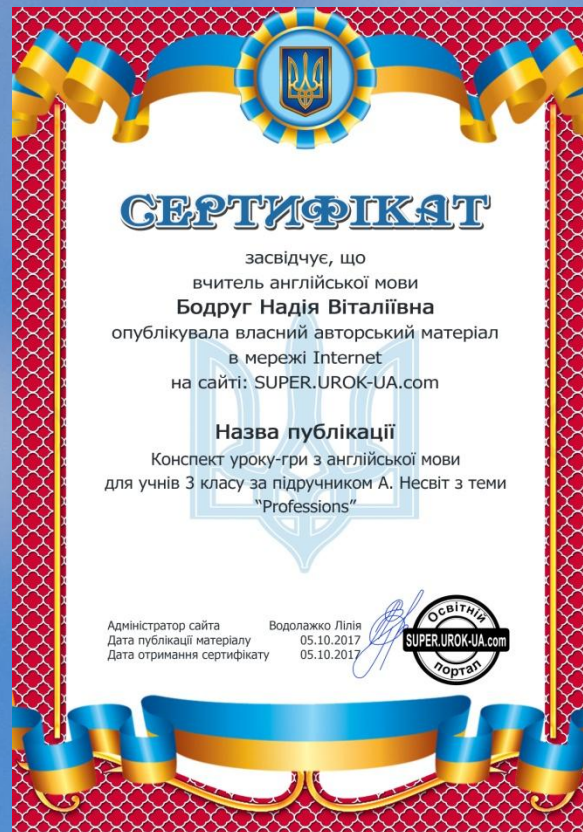 СЕРТИФІКАТ
засвідчує, що
вчитель англійської мови
Бодруг Надія Віталіївна
опублікувала власний авторський матеріал
в мережі Internet
на сайті: SUPER.UROK-UA.com
Назва публікації
Конспект уроку-гри з англійської мови
для учнів 3 класу за підручником А. Несвіт з теми
“Professions”
Адміністратор сайта Водолажко Лілія
Дата публікації матеріалу 05.10.2017
Дата отримання сертифікату 05.10.2017
Освітній
SUPER.UROK-UA.com
портал